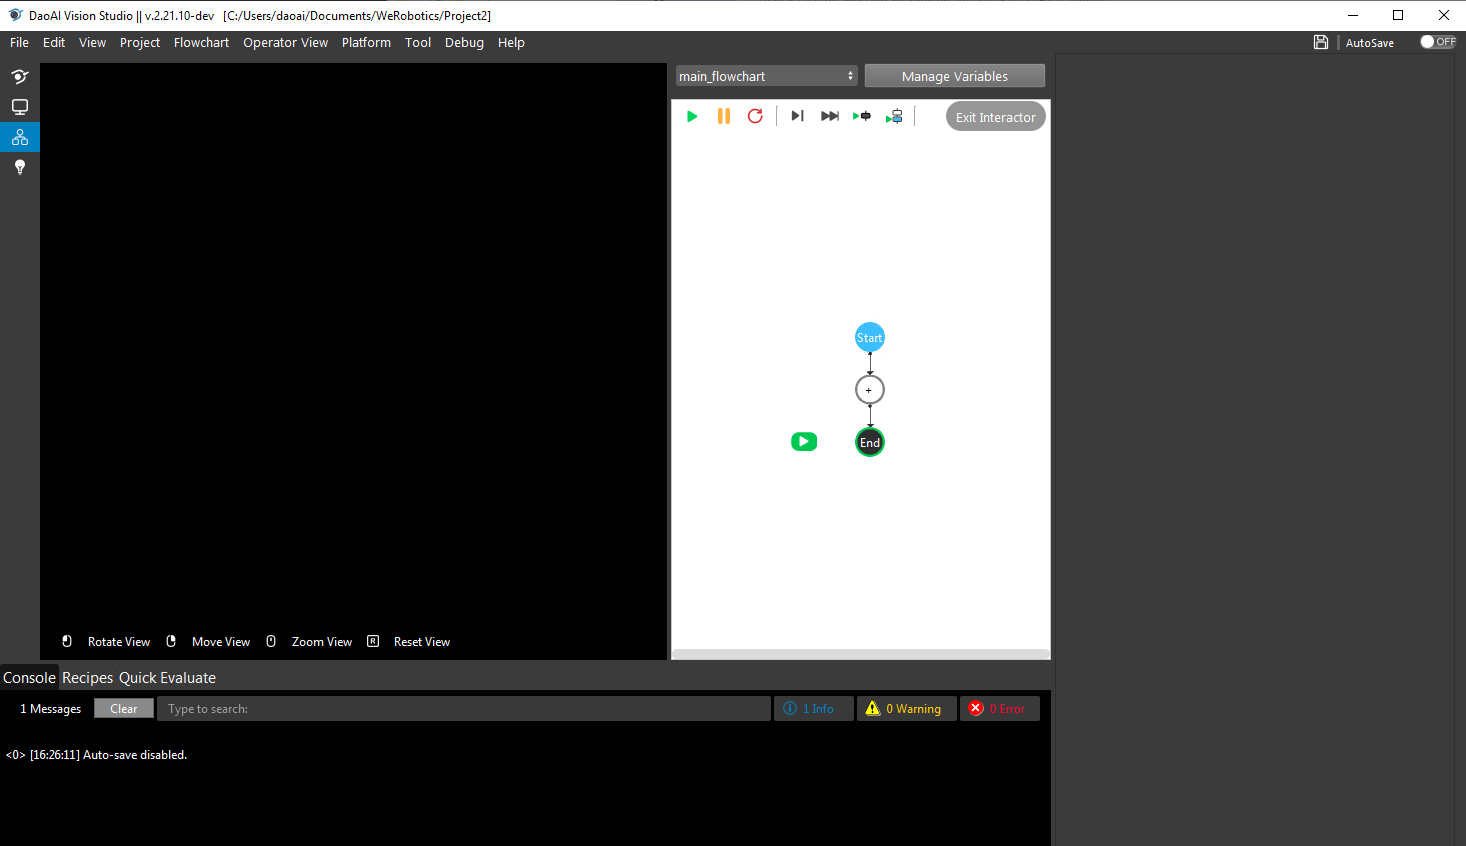 DaoAI Vision Studio || v.2.21.10-dev [C:/Users/daoai/Documents/WeRobotics/Project2]
File Edit View Project Flowchart Operator View Platform Tool Debug Help
AutoSave OFF
main_flowchart
Manage Variables
Exit Interactor
Start
+
End
Rotate View Move View Zoom View R Reset View
Console Recipes Quick Evaluate
1 Messages Clear Type to search: 1 Info 0 Warning 0 Error
<0> [16:26:11] Auto-save disabled.